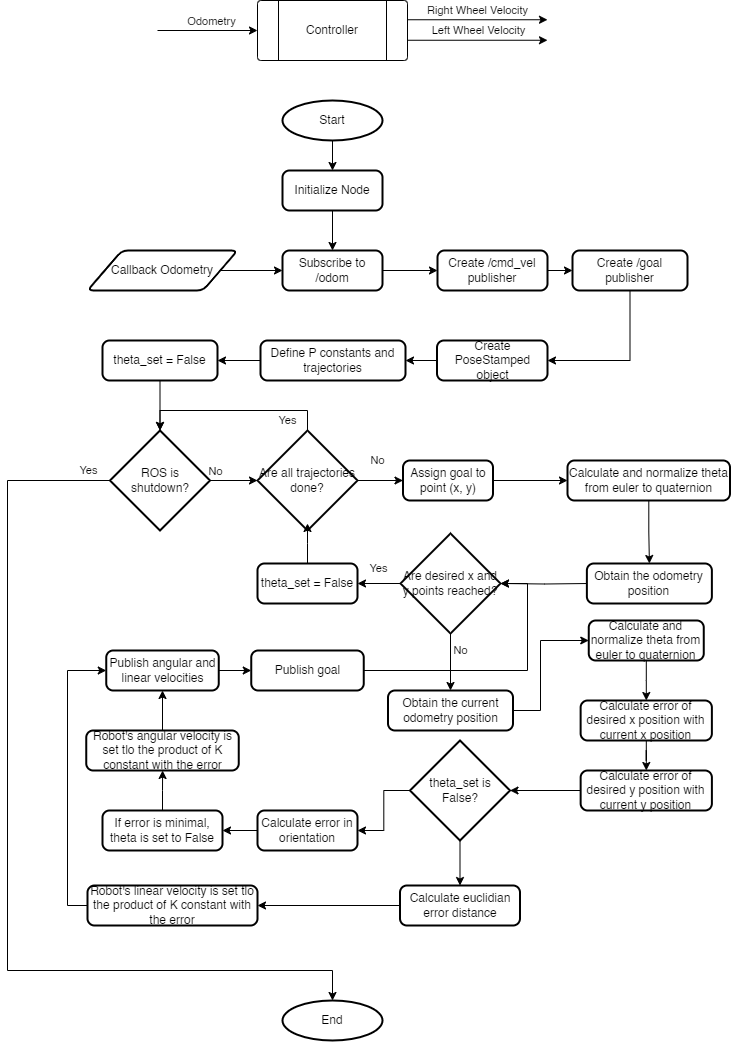 Right Wheel Velocity
Odometry
Controller
Left Wheel Velocity
Start
Initialize Node
Callback Odometry
Subscribe to
/odom
Create /cmd_vel
publisher
Create /goal
publisher
theta_set = False
Define P constants and
trajectories
Create
PoseStamped
object
Yes
Yes
ROS is
shutdown?
No
Are all trajectories
done?
No
Assign goal to
point (x, y)
Calculate and normalize theta
from euler to quaternion
theta_set = False
Yes
Are desired x and
y points reached?
Obtain the odometry
position
No
Publish angular and
linear velocities
Publish goal
Obtain the current
odometry position
Calculate and
normalize theta from
euler to quaternion
Robot's angular velocity is
set tlo the product of K
constant with the error
Calculate error of
desired x position with
current x position
theta_set is
False?
Calculate error of
desired y position with
current y position
If error is minimal,
theta is set to False
Calculate error in
orientation
Robot's linear velocity is set tlo
the product of K constant with
the error
Calculate euclidian
error distance
End